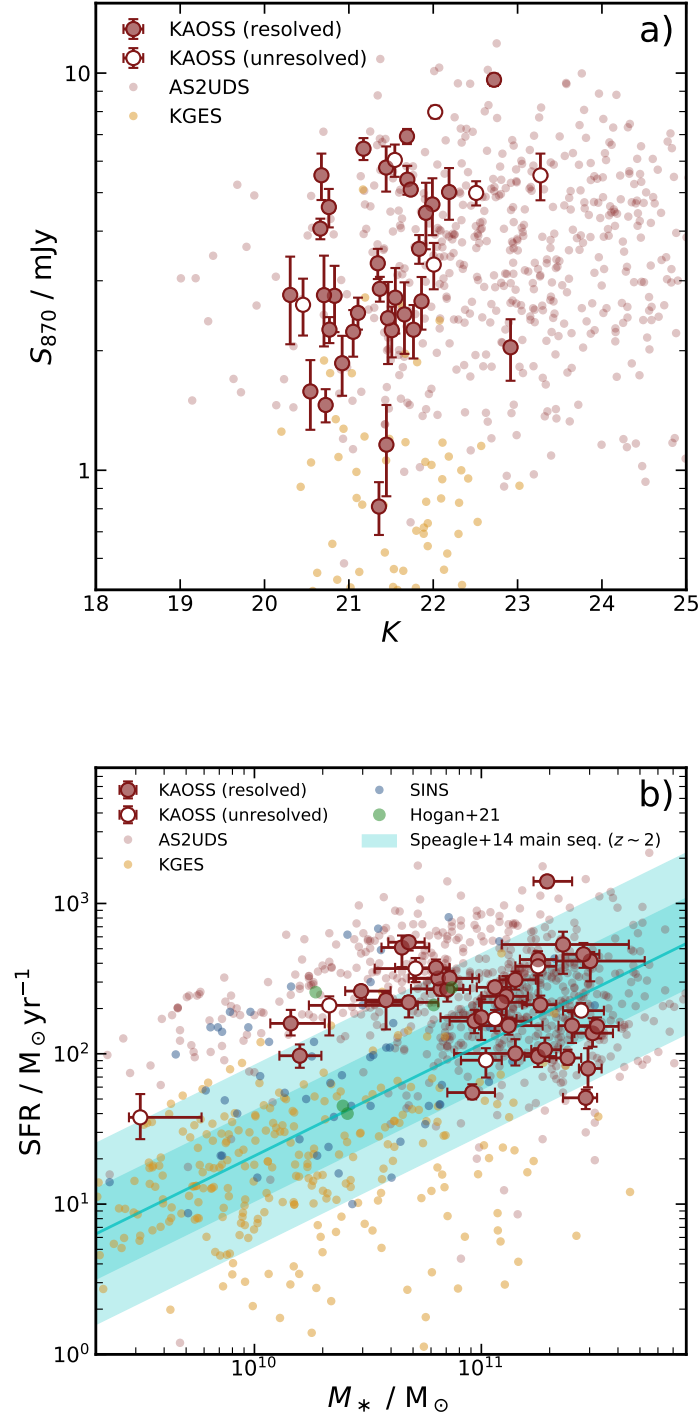 a)
KAOSS (resolved)
KAOSS (unresolved)
AS2UDS
KGES
10
1
S₈₇₀ / mJy
18 19 20 21 22 23 24 25
K
b)
KAOSS (resolved)
KAOSS (unresolved)
AS2UDS
KGES
SINS
Hogan+21
Speagle+14 main seq. (z ~ 2)
10³
10²
10¹
10⁰
SFR / M⊙yr⁻¹
10¹⁰ 10¹¹
M∗ / M⊙